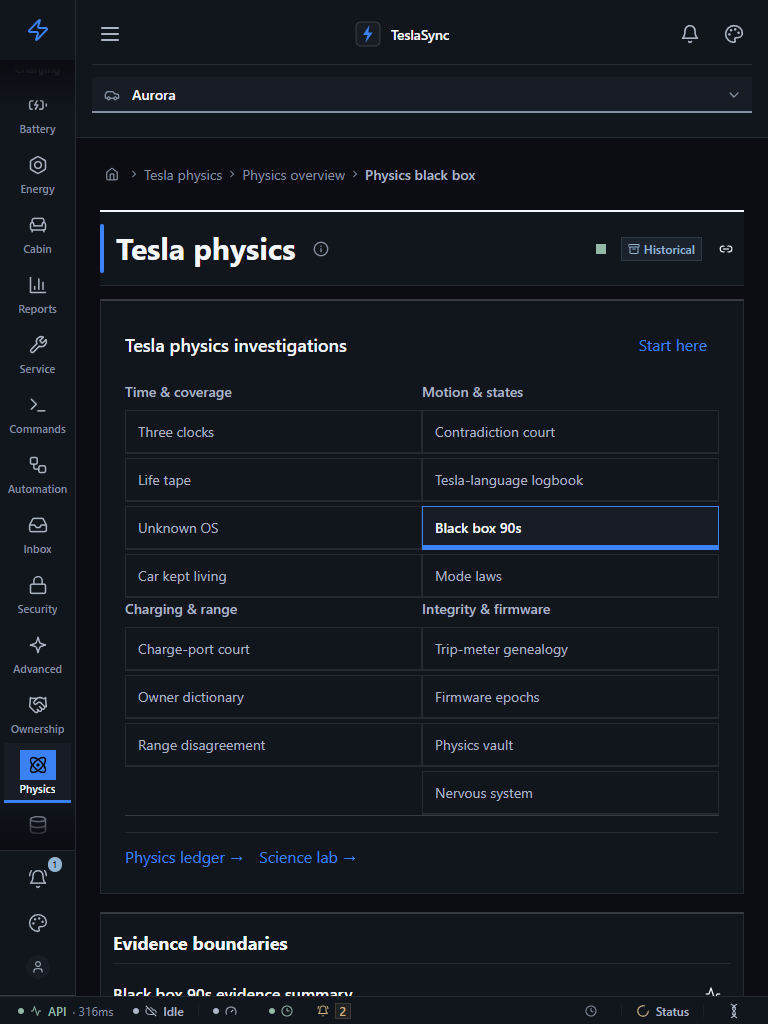 TeslaSync
Aurora
Charging
Battery
Energy
Cabin
Reports
Service
Commands
Automation
Inbox
Security
Advanced
Ownership
Physics
1
Tesla physics > Physics overview > Physics black box
Tesla physics
Historical
Tesla physics investigations
Start here
Time & coverage
Three clocks
Life tape
Unknown OS
Car kept living
Motion & states
Contradiction court
Tesla-language logbook
Black box 90s
Mode laws
Charging & range
Charge-port court
Owner dictionary
Range disagreement
Integrity & firmware
Trip-meter genealogy
Firmware epochs
Physics vault
Nervous system
Physics ledger → Science lab →
Evidence boundaries
Black box 90s evidence summary
API · 316ms Idle 2 Status